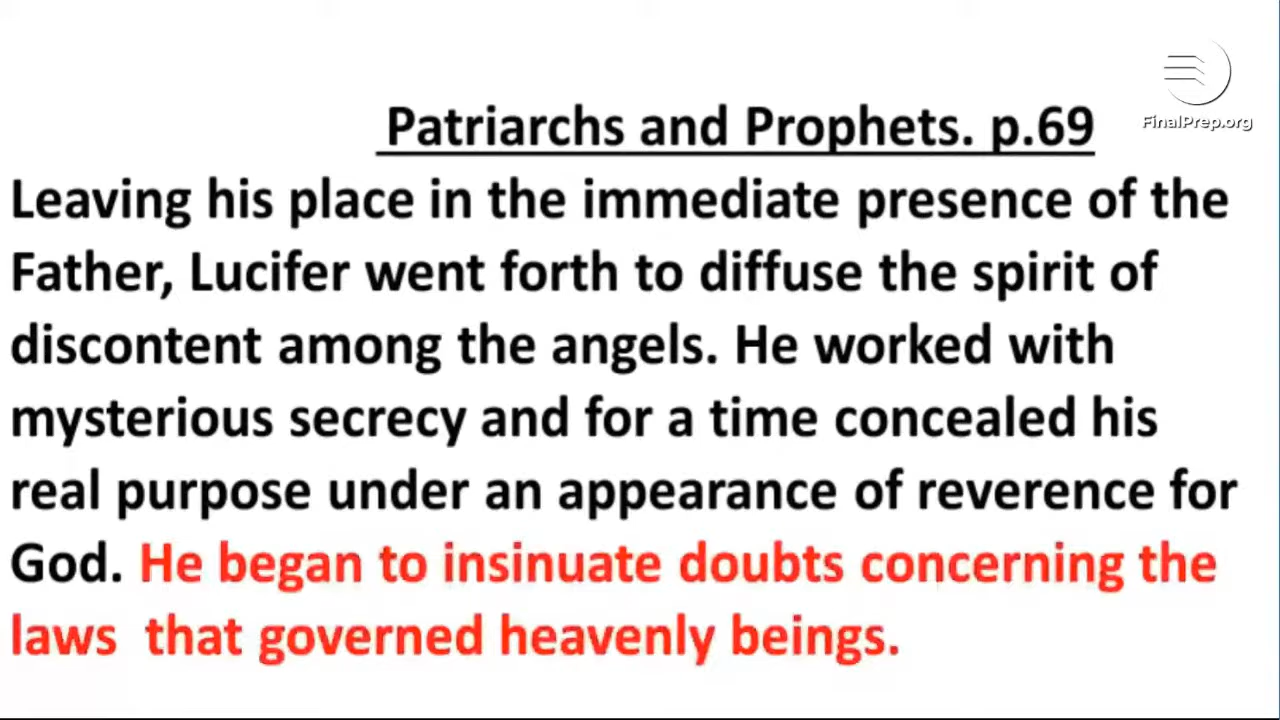 FinalPrep.org
Patriarchs and Prophets. p.69
Leaving his place in the immediate presence of the
Father, Lucifer went forth to diffuse the spirit of
discontent among the angels. He worked with
mysterious secrecy and for a time concealed his
real purpose under an appearance of reverence for
God. He began to insinuate doubts concerning the
laws  that governed heavenly beings.